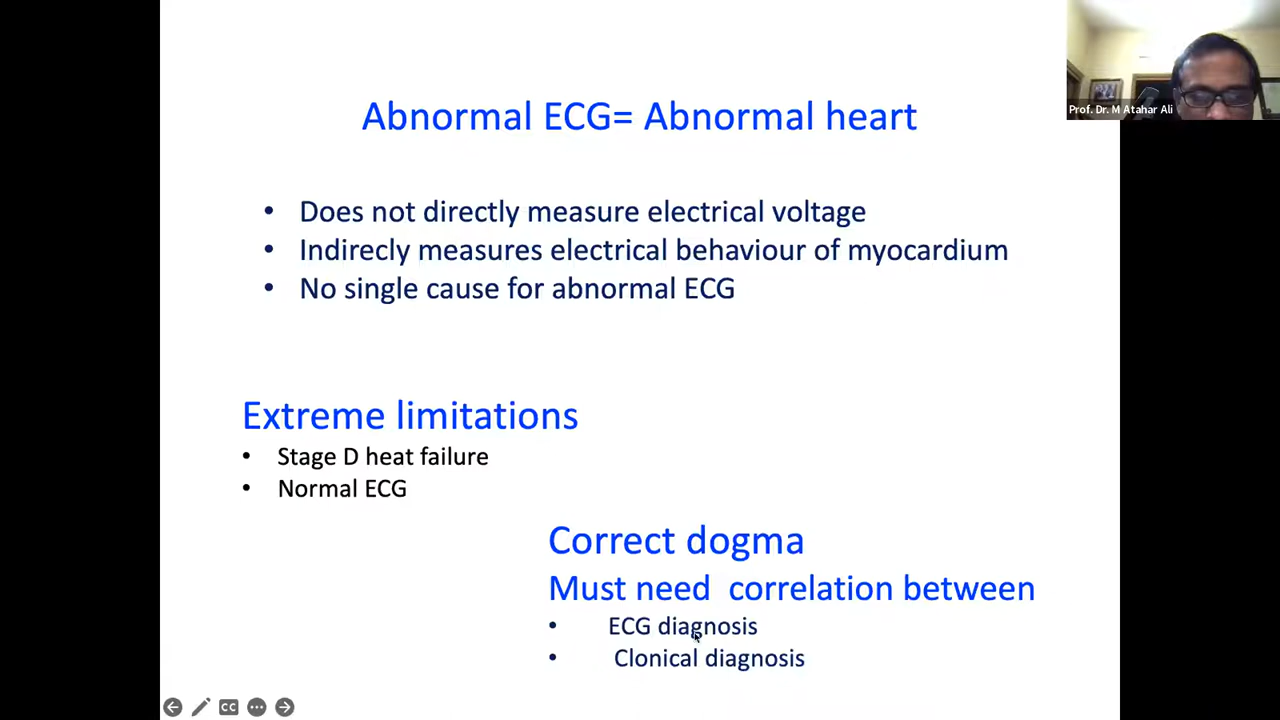 Prof. Dr. M Atahar Ali
Abnormal ECG= Abnormal heart
• Does not directly measure electrical voltage
• Indirecly measures electrical behaviour of myocardium
• No single cause for abnormal ECG
Extreme limitations
• Stage D heat failure
• Normal ECG
Correct dogma
Must need correlation between
• ECG diagnosis
• Clonical diagnosis
CC